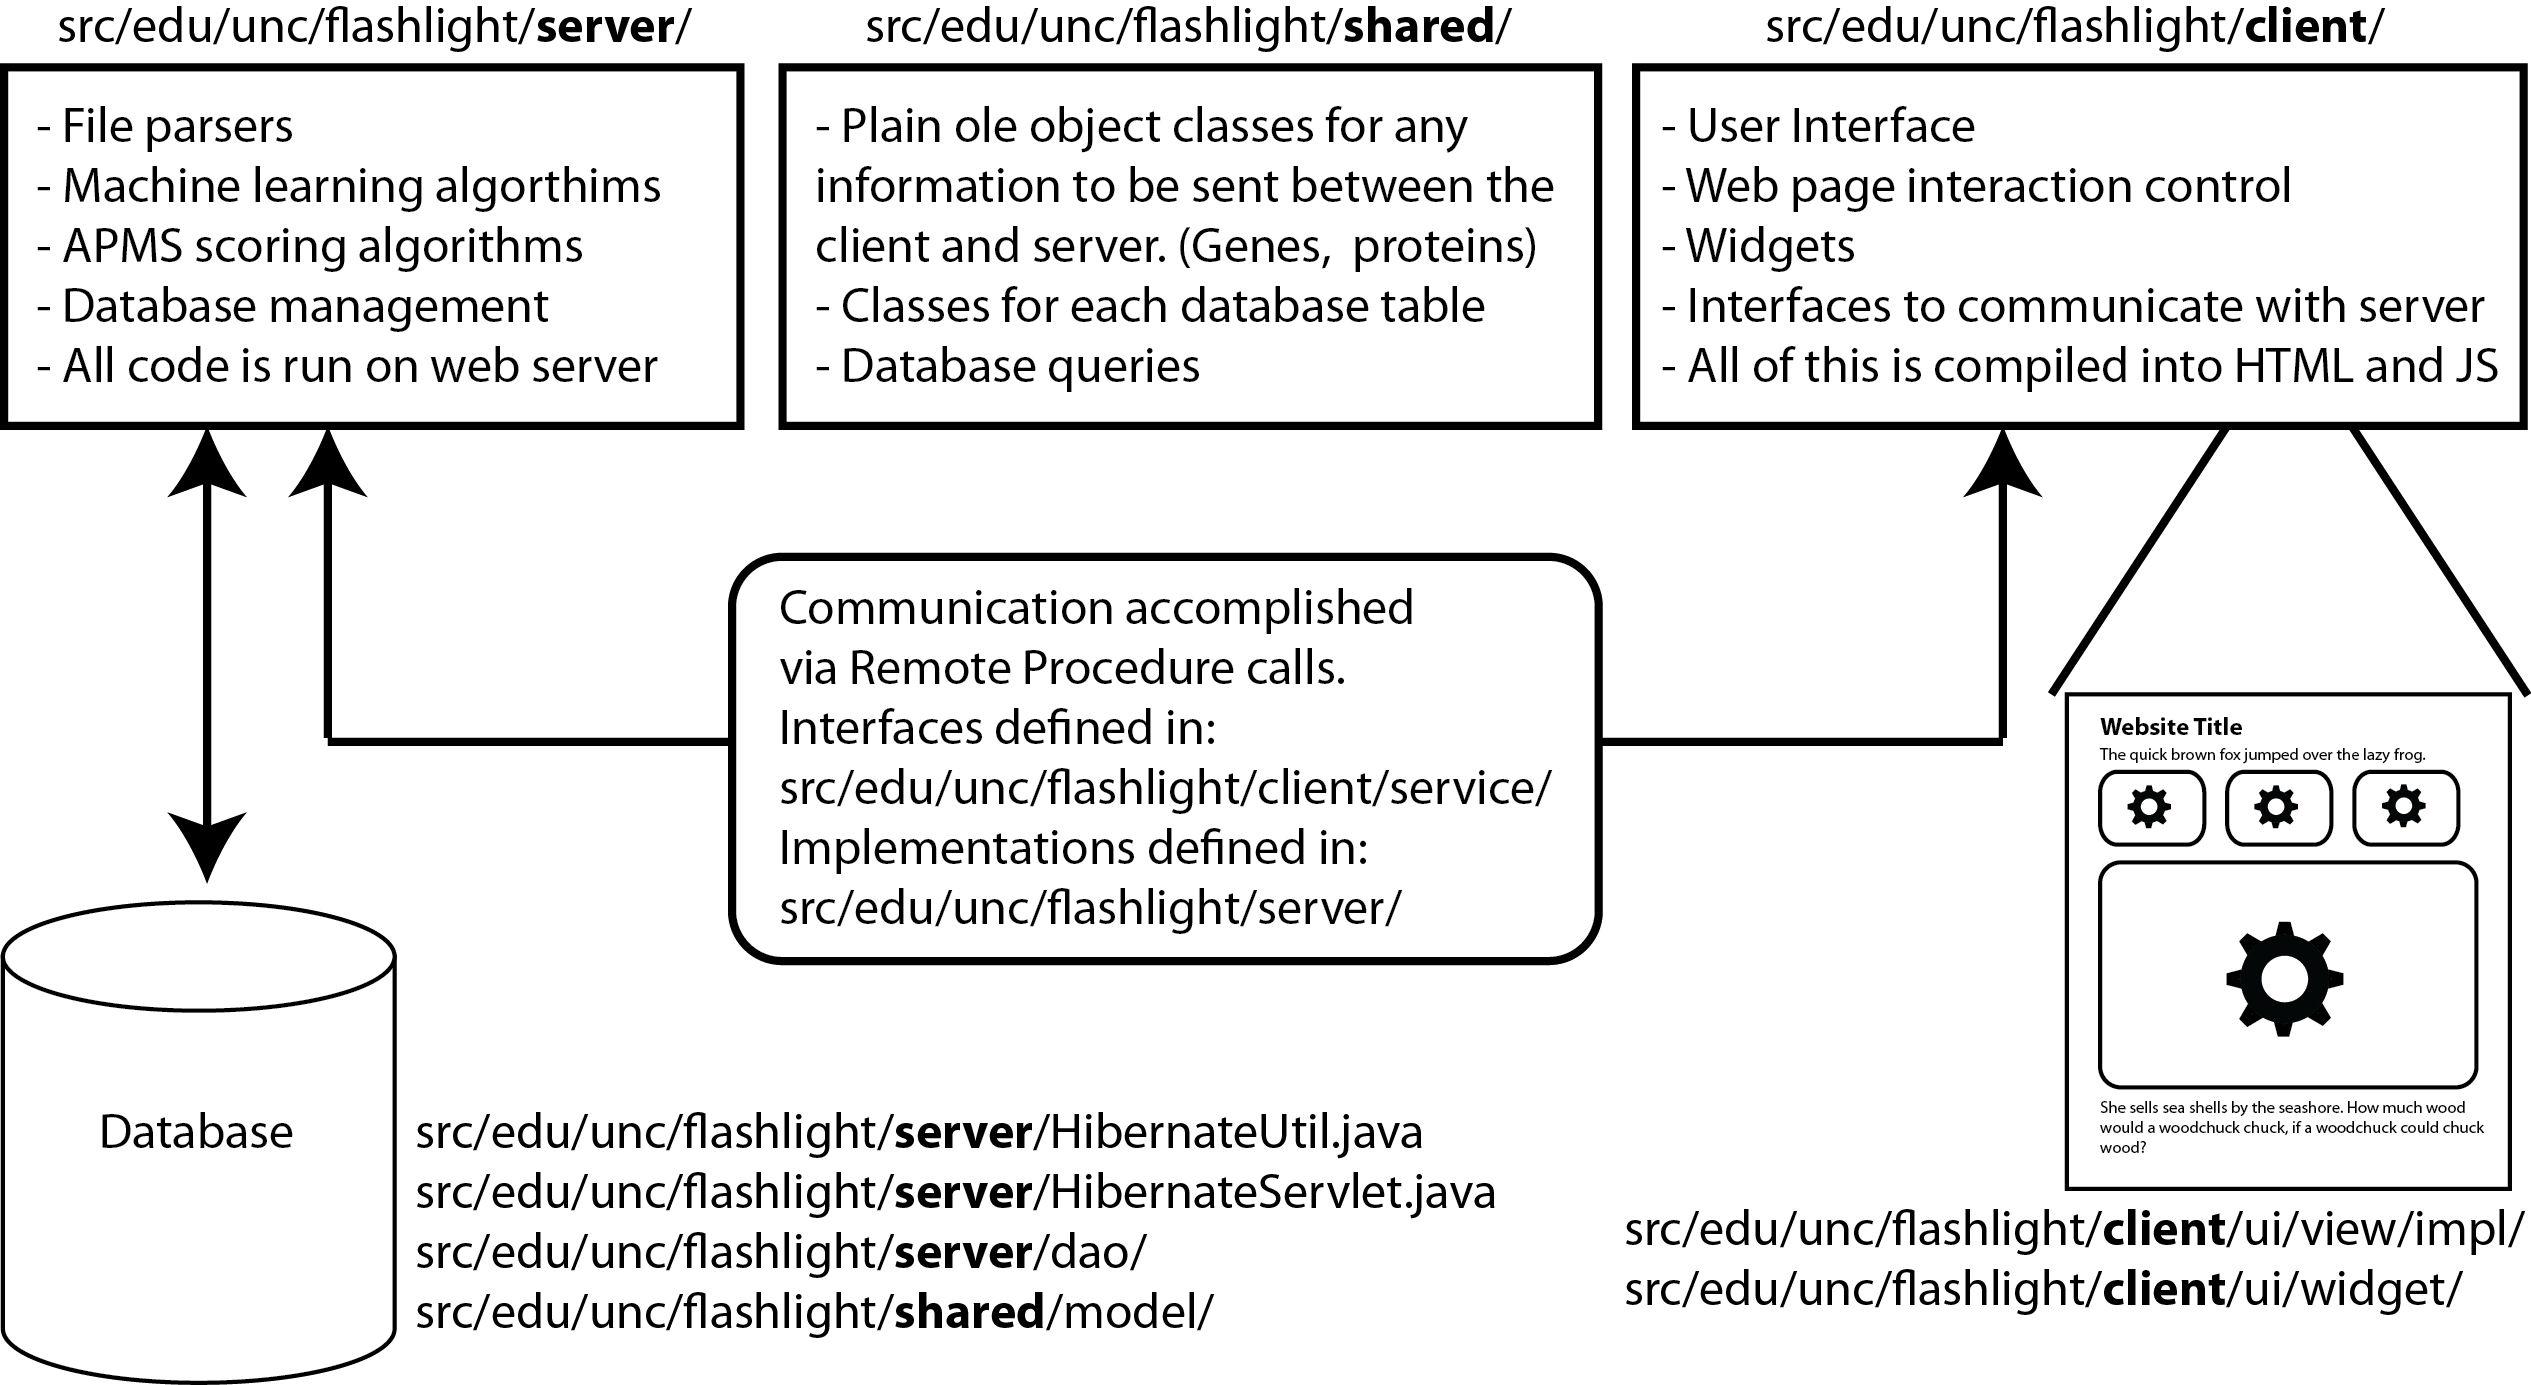 src/edu/unc/flashlight/server/
- File parsers
- Machine learning algorthims
- APMS scoring algorithms
- Database management
- All code is run on web server
src/edu/unc/flashlight/shared/
- Plain ole object classes for any
information to be sent between the
client and server. (Genes,  proteins)
- Classes for each database table
- Database queries
src/edu/unc/flashlight/client/
- User Interface
- Web page interaction control
- Widgets
- Interfaces to communicate with server
- All of this is compiled into HTML and JS
Communication accomplished
via Remote Procedure calls.
Interfaces defined in:
src/edu/unc/flashlight/client/service/
Implementations defined in:
src/edu/unc/flashlight/server/
Website Title
The quick brown fox jumped over the lazy frog.
She sells sea shells by the seashore. How much wood
would a woodchuck chuck, if a woodchuck could chuck
wood?
Database
src/edu/unc/flashlight/server/HibernateUtil.java
src/edu/unc/flashlight/server/HibernateServlet.java
src/edu/unc/flashlight/server/dao/
src/edu/unc/flashlight/shared/model/
src/edu/unc/flashlight/client/ui/view/impl/
src/edu/unc/flashlight/client/ui/widget/